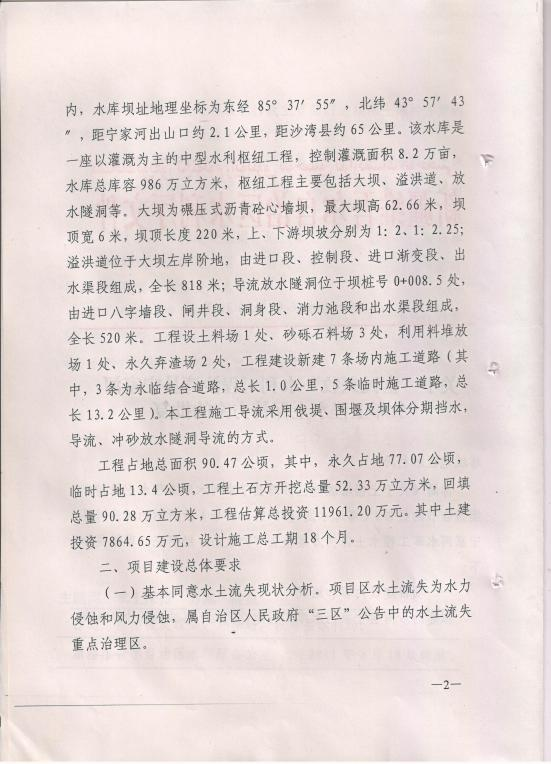 内，水库坝址地理坐标为东经 85° 37′ 55″，北纬 43° 57′ 43
″，距宁家河出山口约 2.1 公里，距沙湾县约 65 公里。该水库是
一座以灌溉为主的中型水利枢纽工程，控制灌溉面积 8.2 万亩，
水库总库容 986 万立方米，枢纽工程主要包括大坝、溢洪道、放
水隧洞等。大坝为碾压式沥青砼心墙坝，最大坝高 62.66 米，坝
顶宽 6 米，坝顶长度 220 米，上、下游坝坡分别为 1: 2、1: 2.25；
溢洪道位于大坝左岸阶地，由进口段、控制段、进口渐变段、出
水渠段组成，全长 818 米；导流放水隧洞位于坝桩号 0+008.5 处，
由进口八字墙段、闸井段、洞身段、消力池段和出水渠段组成，
全长 520 米。工程设土料场 1 处、砂砾石料场 3 处，利用料堆放
场 1 处、永久弃渣场 2 处，工程建设新建 7 条场内施工道路（其
中，3 条为永临结合道路，总长 1.0 公里，5 条临时施工道路，总
长 13.2 公里）。本工程施工导流采用俄堤、围堰及坝体分期挡水，
导流、冲砂放水隧洞导流的方式。
工程占地总面积 90.47 公顷，其中，永久占地 77.07 公顷，
临时占地 13.4 公顷，工程土石方开挖总量 52.33 万立方米，回填
总量 90.28 万立方米，工程估算总投资 11961.20 万元。其中土建
投资 7864.65 万元，设计施工总工期 18 个月。
二、项目建设总体要求
（一）基本同意水土流失现状分析。项目区水土流失为水力
侵蚀和风力侵蚀，属自治区人民政府“三区”公告中的水土流失
重点治理区。
—2—